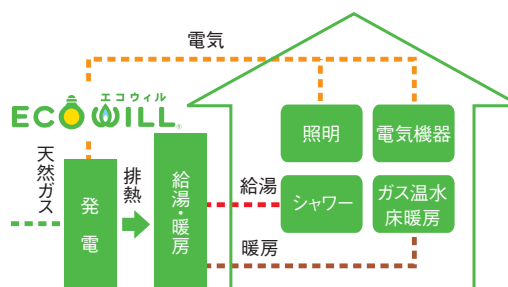 電気
エコウィル
ECOWILL
天然ガス
発電
排熱
給湯・暖房
給湯
暖房
照明
電気機器
シャワー
ガス温水
床暖房